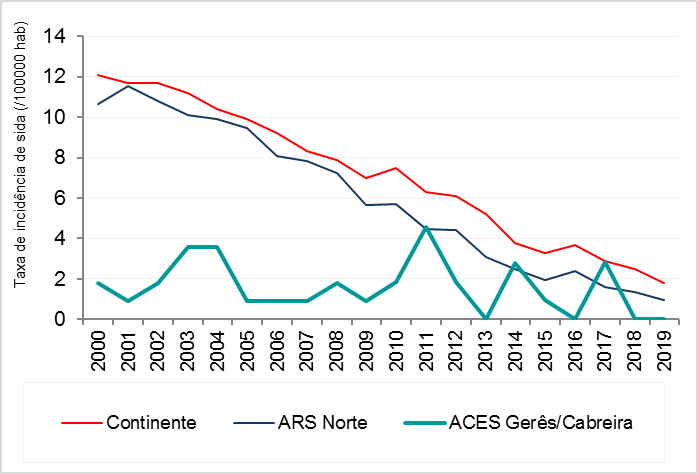 Taxa de incidência de sida (/100000 hab)
14
12
10
8
6
4
2
0
2000 2001 2002 2003 2004 2005 2006 2007 2008 2009 2010 2011 2012 2013 2014 2015 2016 2017 2018 2019
Continente ARS Norte ACES Gerês/Cabreira